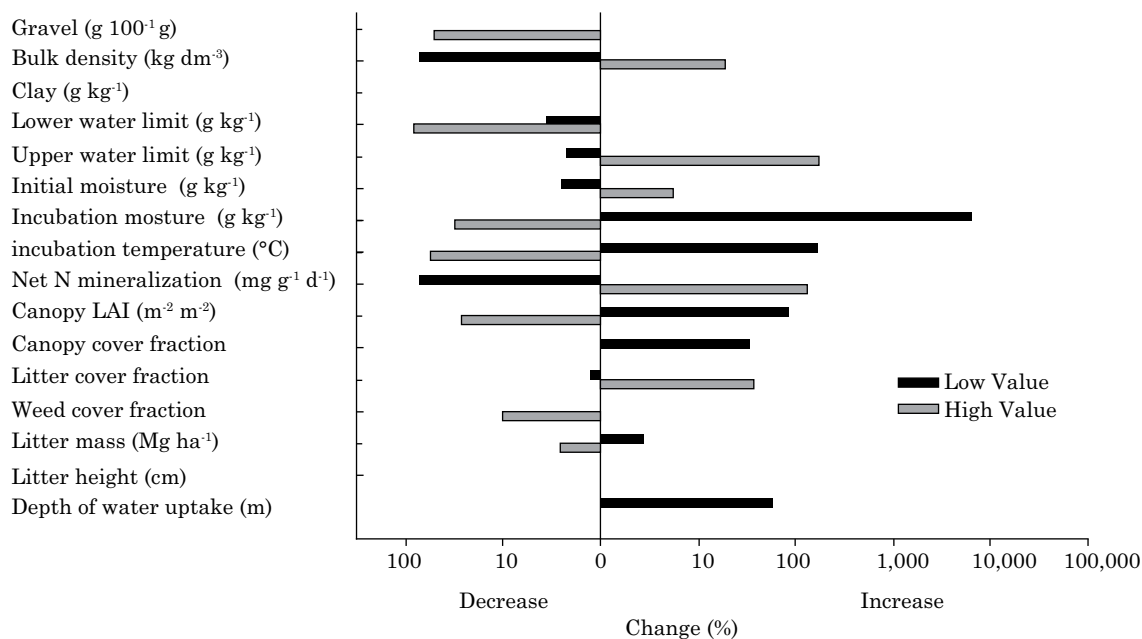 Gravel (g 100⁻¹ g)
Bulk density (kg dm⁻³)
Clay (g kg⁻¹)
Lower water limit (g kg⁻¹)
Upper water limit (g kg⁻¹)
Initial moisture (g kg⁻¹)
Incubation mosture (g kg⁻¹)
incubation temperature (°C)
Net N mineralization (mg g⁻¹ d⁻¹)
Canopy LAI (m⁻² m⁻²)
Canopy cover fraction
Litter cover fraction
Weed cover fraction
Litter mass (Mg ha⁻¹)
Litter height (cm)
Depth of water uptake (m)
Low Value
High Value
100 10 0 10 100 1,000 10,000 100,000
Decrease Increase
Change (%)